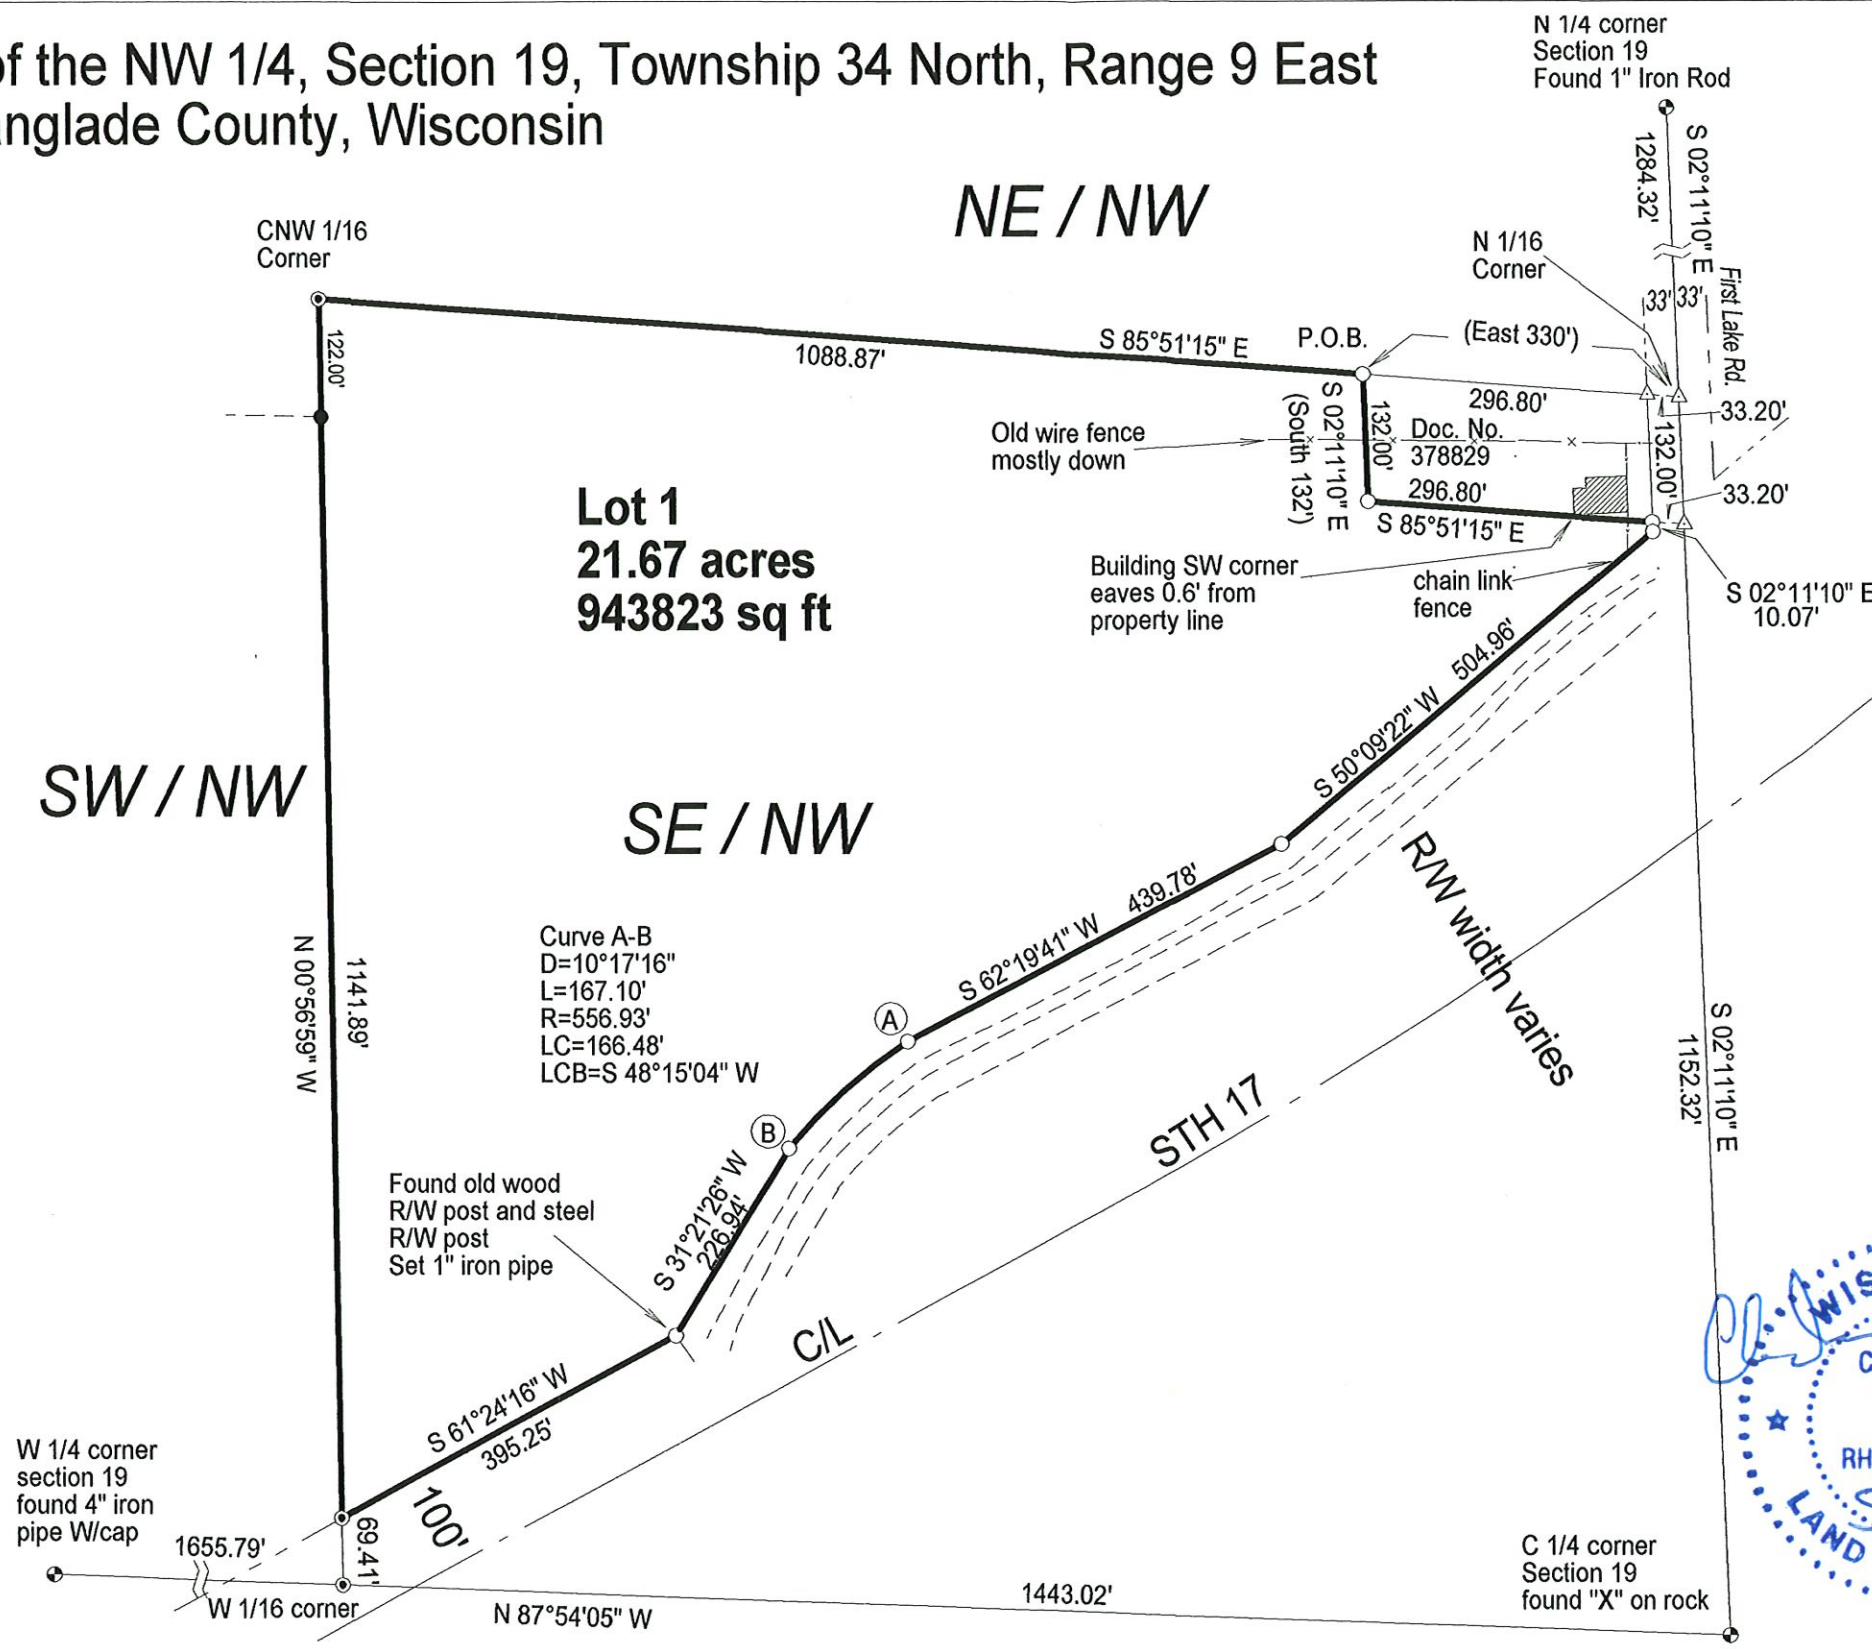 of the NW 1/4, Section 19, Township 34 North, Range 9 East
anglade County, Wisconsin
N 1/4 corner
Section 19
Found 1" Iron Rod
1284.32'
S 02°11'10" E
NE / NW
CNW 1/16
Corner
N 1/16
Corner
33' 33'
First Lake Rd.
122.00'
1088.87'
S 85°51'15" E
P.O.B.
(East 330')
296.80'
33.20'
Old wire fence
mostly down
(South 132')
S 02°11'10" E
132.00'
Doc. No.
378829
132.00'
296.80'
33.20'
S 85°51'15" E
Lot 1
21.67 acres
943823 sq ft
Building SW corner
eaves 0.6' from
property line
chain link
fence
S 02°11'10" E
10.07'
504.96'
S 50°09'22" W
SW / NW
SE / NW
R/W width varies
439.78'
S 62°19'41" W
N 00°56'59" W
1141.89'
Curve A-B
D=10°17'16"
L=167.10'
R=556.93'
LC=166.48'
LCB=S 48°15'04" W
A
B
S 02°11'10" E
1152.32'
STH 17
Found old wood
R/W post and steel
R/W post
Set 1" iron pipe
S 31°21'26" W
226.94'
C/L
S 61°24'16" W
395.25'
100'
W 1/4 corner
section 19
found 4" iron
pipe W/cap
1655.79'
69.41'
W 1/16 corner
N 87°54'05" W
1443.02'
C 1/4 corner
Section 19
found "X" on rock
WIS
C
RH
LAND